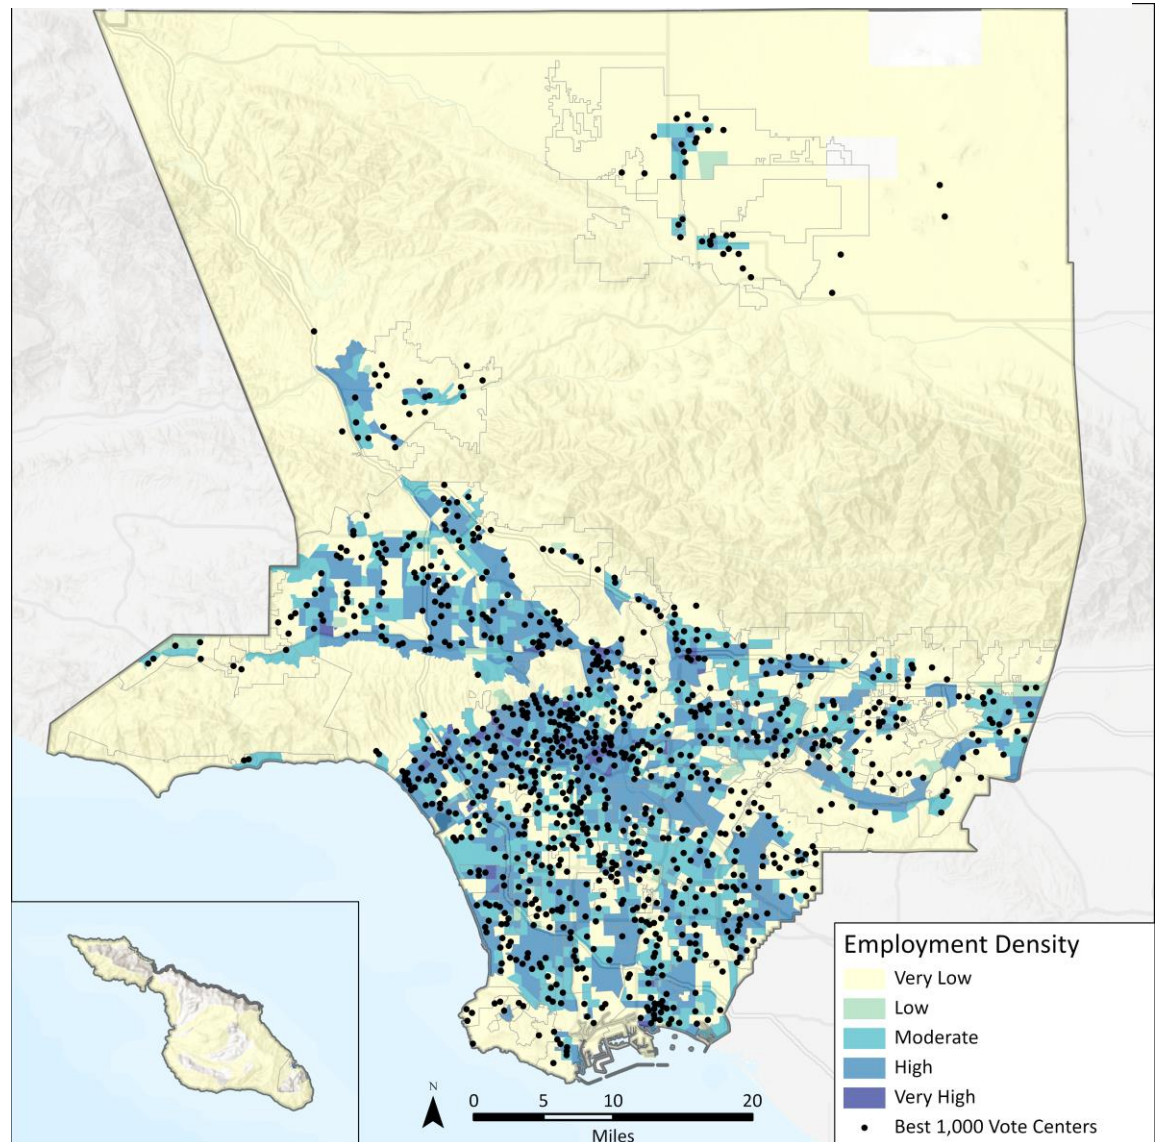 Employment Density
Very Low
Low
Moderate
High
Very High
Best 1,000 Vote Centers
N
0 5 10 20
Miles